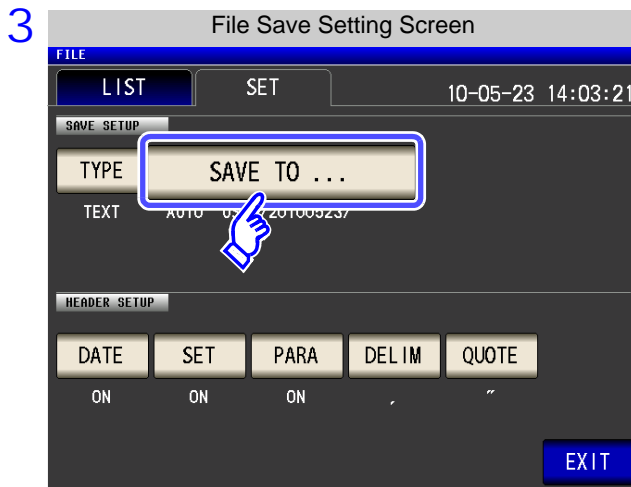 3
File Save Setting Screen
FILE
LIST SET 10-05-23 14:03:21
SAVE SETUP
TYPE SAVE TO ...
TEXT AUTO
HEADER SETUP
DATE SET PARA DELIM QUOTE
ON ON ON , "
EXIT